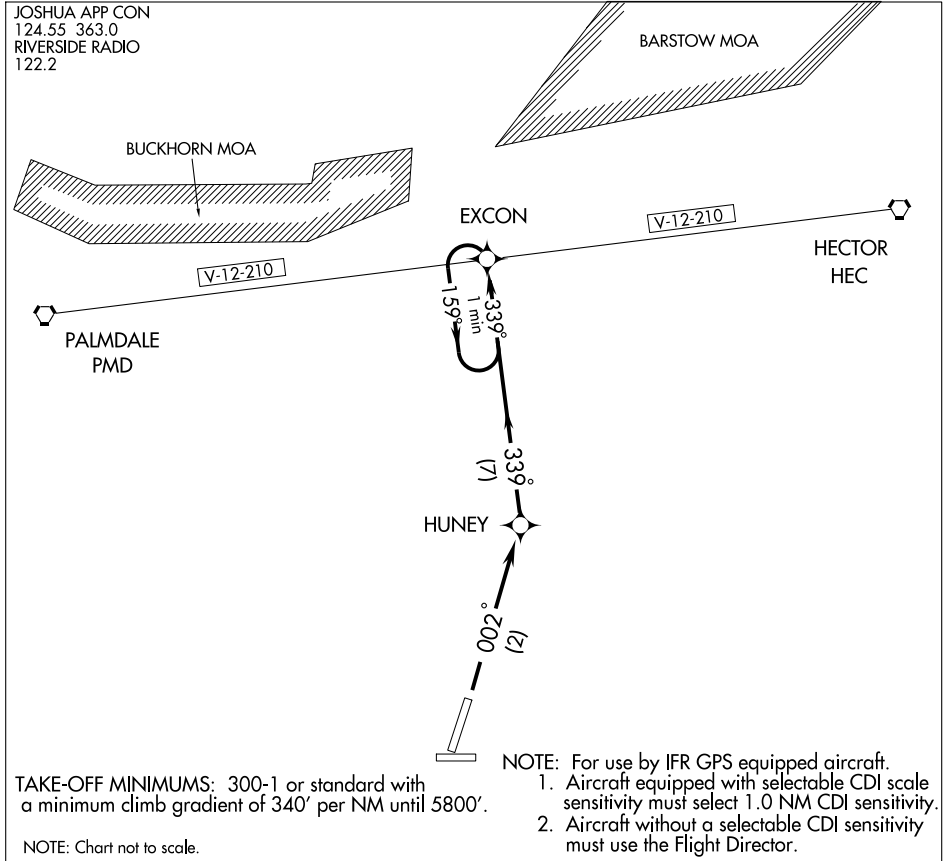 JOSHUA APP CON
124.55 363.0
RIVERSIDE RADIO
122.2
BARSTOW MOA
BUCKHORN MOA
EXCON
V-12-210
HECTOR
HEC
V-12-210
PALMDALE
PMD
159°
1 min
339°
339°
(7)
HUNEY
002°
(2)
TAKE-OFF MINIMUMS: 300-1 or standard with
a minimum climb gradient of 340' per NM until 5800'.
NOTE: Chart not to scale.
NOTE: For use by IFR GPS equipped aircraft.
1. Aircraft equipped with selectable CDI scale
sensitivity must select 1.0 NM CDI sensitivity.
2. Aircraft without a selectable CDI sensitivity
must use the Flight Director.